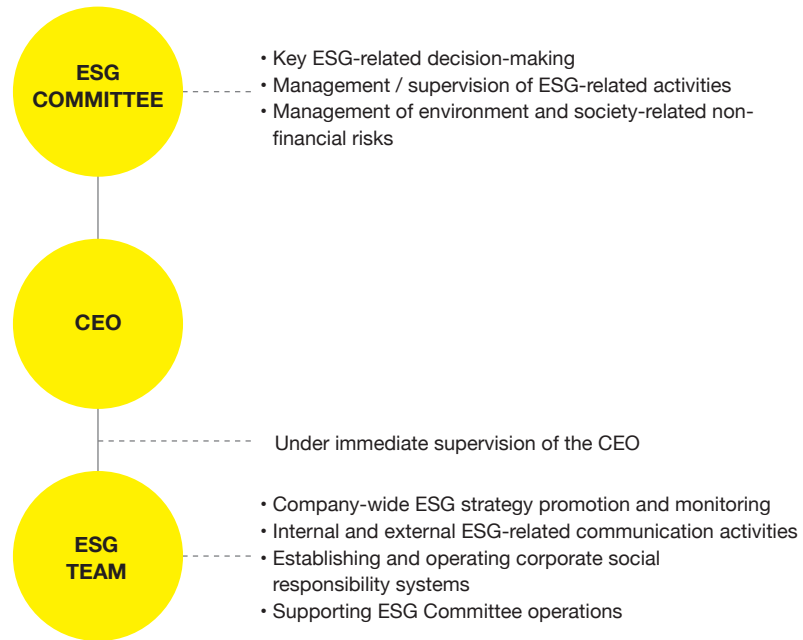 ESG
COMMITTEE
• Key ESG-related decision-making
• Management / supervision of ESG-related activities
• Management of environment and society-related non-
financial risks
CEO
Under immediate supervision of the CEO
ESG
TEAM
• Company-wide ESG strategy promotion and monitoring
• Internal and external ESG-related communication activities
• Establishing and operating corporate social
responsibility systems
• Supporting ESG Committee operations